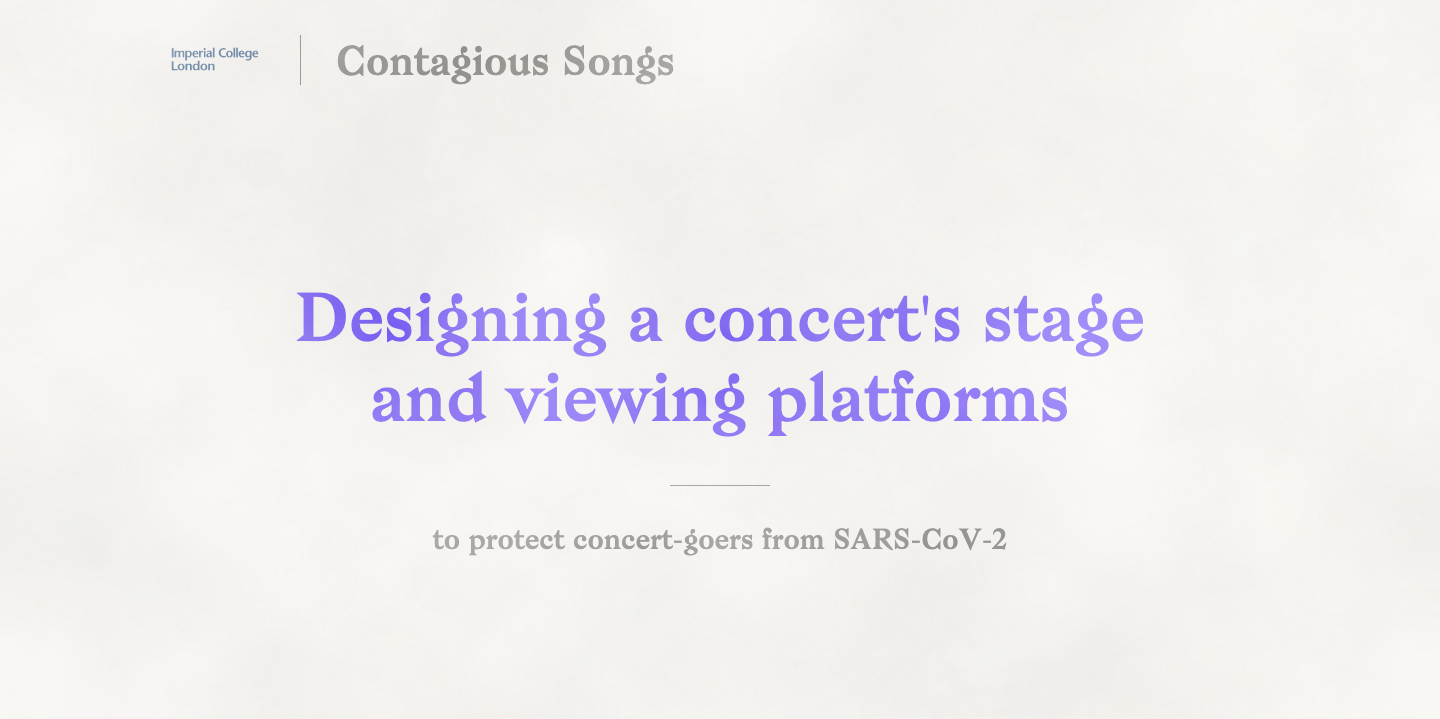 Imperial College
London
Contagious Songs
Designing a concert's stage
and viewing platforms
to protect concert-goers from SARS-CoV-2